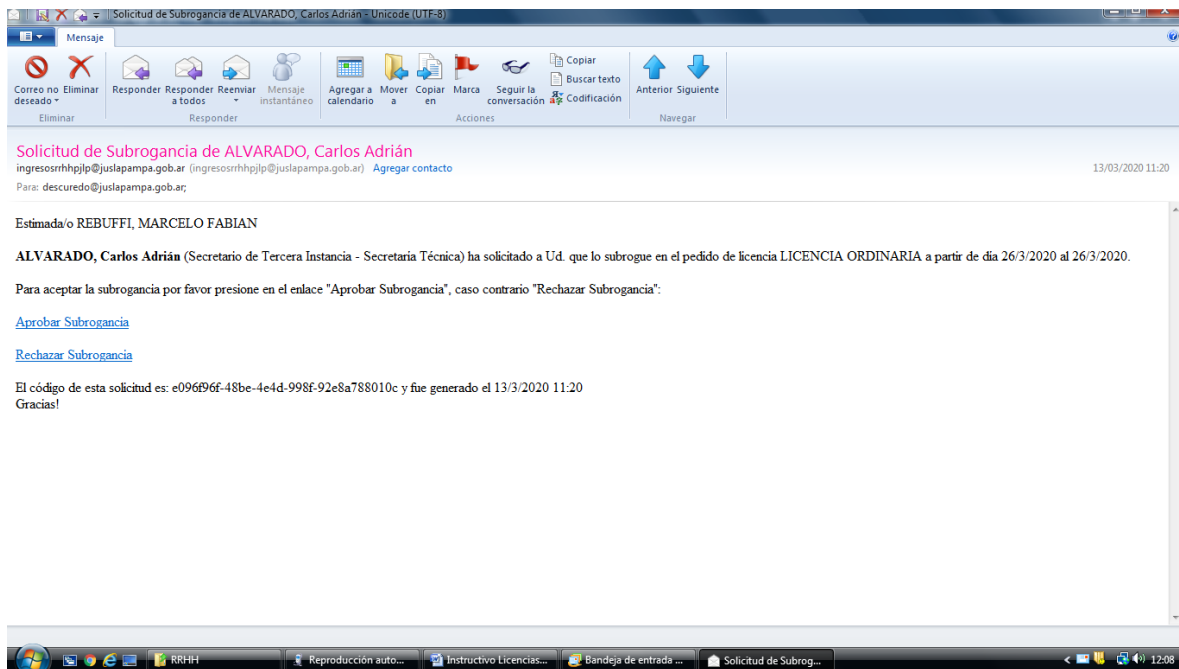 Solicitud de Subrogancia de ALVARADO, Carlos Adrián - Unicode (UTF-8)
Mensaje
Correo no deseado
Eliminar
Responder
Responder a todos
Reenviar
Mensaje instantáneo
Agregar a calendario
Mover a
Copiar en
Marca
Seguir la conversación
Copiar
Buscar texto
Codificación
Anterior
Siguiente
Eliminar
Responder
Acciones
Navegar
Solicitud de Subrogancia de ALVARADO, Carlos Adrián
ingresosrrhhpjlp@juslapampa.gob.ar (ingresosrrhhpjlp@juslapampa.gob.ar) Agregar contacto
13/03/2020 11:20
Para: descuredo@juslapampa.gob.ar;
Estimada/o REBUFFI, MARCELO FABIAN
ALVARADO, Carlos Adrián (Secretario de Tercera Instancia - Secretaría Técnica) ha solicitado a Ud. que lo subrogue en el pedido de licencia LICENCIA ORDINARIA a partir de dia 26/3/2020 al 26/3/2020.
Para aceptar la subrogancia por favor presione en el enlace "Aprobar Subrogancia", caso contrario "Rechazar Subrogancia":
Aprobar Subrogancia
Rechazar Subrogancia
El código de esta solicitud es: e096f96f-48be-4e4d-998f-92e8a788010c y fue generado el 13/3/2020 11:20
Gracias!
RRHH
Reproducción auto...
Instructivo Licencias...
Bandeja de entrada ...
Solicitud de Subrog...
12:08